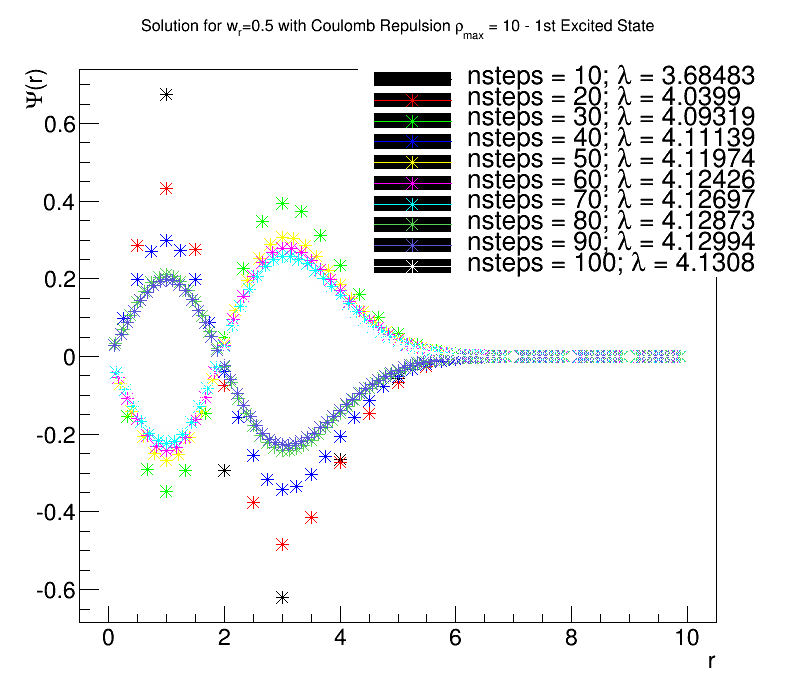 Solution for wr=0.5 with Coulomb Repulsion ρmax = 10 - 1st Excited State
Ψ(r)
nsteps = 10; λ = 3.68483
nsteps = 20; λ = 4.0399
nsteps = 30; λ = 4.09319
nsteps = 40; λ = 4.11139
nsteps = 50; λ = 4.11974
nsteps = 60; λ = 4.12426
nsteps = 70; λ = 4.12697
nsteps = 80; λ = 4.12873
nsteps = 90; λ = 4.12994
nsteps = 100; λ = 4.1308
0.6
0.4
0.2
0
-0.2
-0.4
-0.6
0 2 4 6 8 10
r